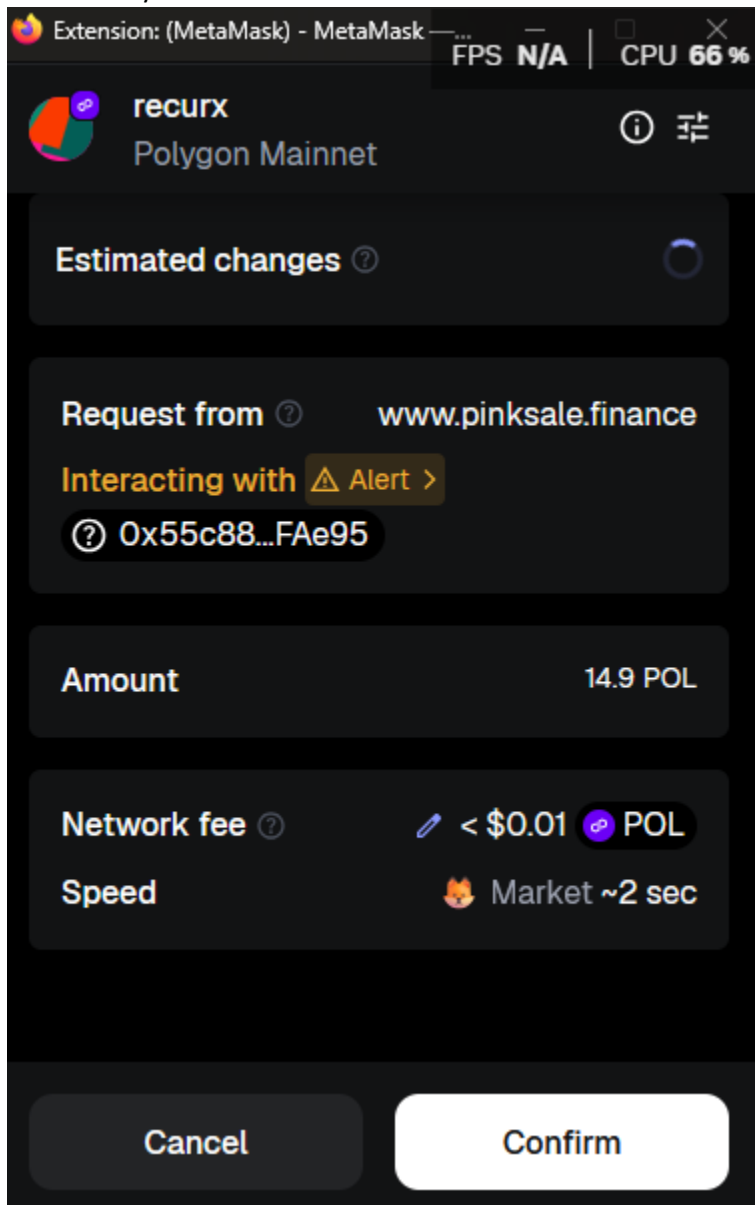 Extension: (MetaMask) - MetaMask —...
FPS N/A | CPU 66 %
recurx
Polygon Mainnet
Estimated changes
Request from www.pinksale.finance
Interacting with Alert >
0x55c88...FAe95
Amount 14.9 POL
Network fee < $0.01 POL
Speed Market ~2 sec
Cancel Confirm